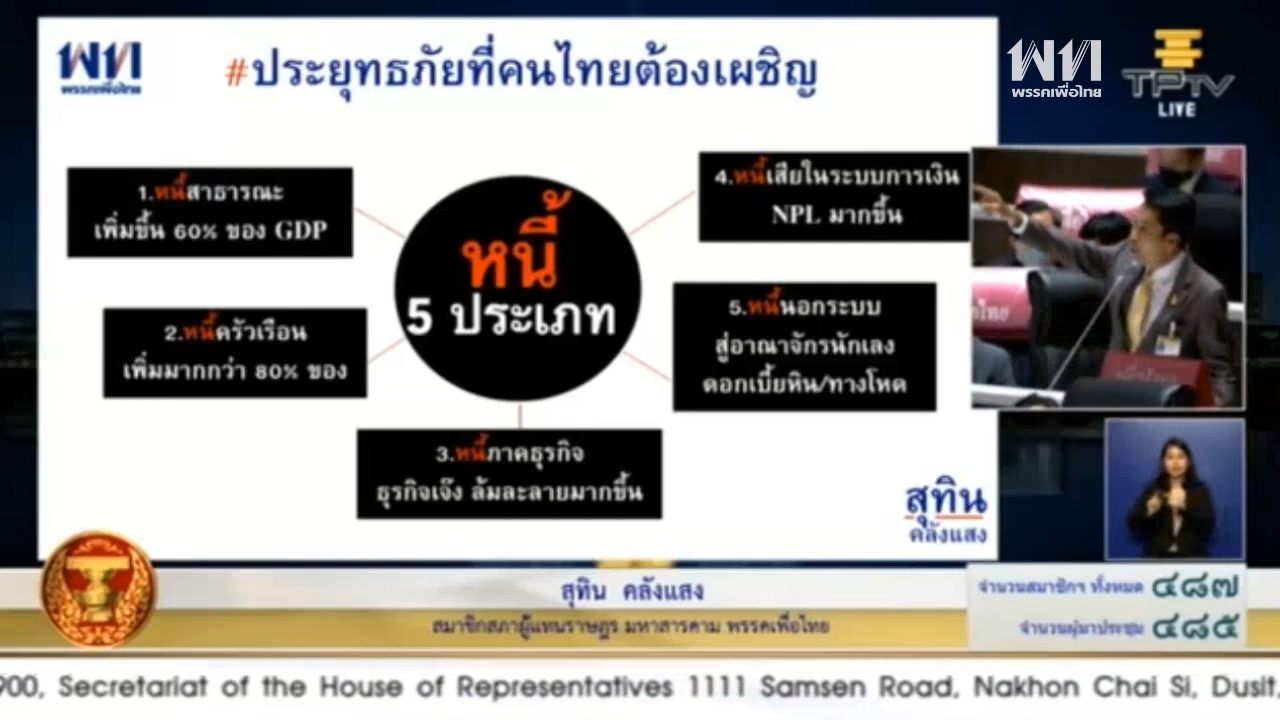 พท
พรรคเพื่อไทย
#ประยุทธภัยที่คนไทยต้องเผชิญ
พท
พรรคเพื่อไทย
TPTV
LIVE
1.หนี้สาธารณะ
เพิ่มขึ้น 60% ของ GDP
4.หนี้เสียในระบบการเงิน
NPL มากขึ้น
หนี้
5 ประเภท
2.หนี้ครัวเรือน
เพิ่มมากกว่า 80% ของ
5.หนี้นอกระบบ
สู่อาณาจักรนักเลง
ดอกเบี้ยหิน/ทางโหด
3.หนี้ภาคธุรกิจ
ธุรกิจเจ๊ง ล้มละลายมากขึ้น
สุทิน
คลังแสง
สุทิน คลังแสง
สมาชิกสภาผู้แทนราษฎร มหาสารคาม พรรคเพื่อไทย
จำนวนสมาชิกฯ ทั้งหมด ๔๘๗
จำนวนผู้มาประชุม ๔๘๕
900, Secretariat of the House of Representatives 1111 Samsen Road, Nakhon Chai Si, Dusit,